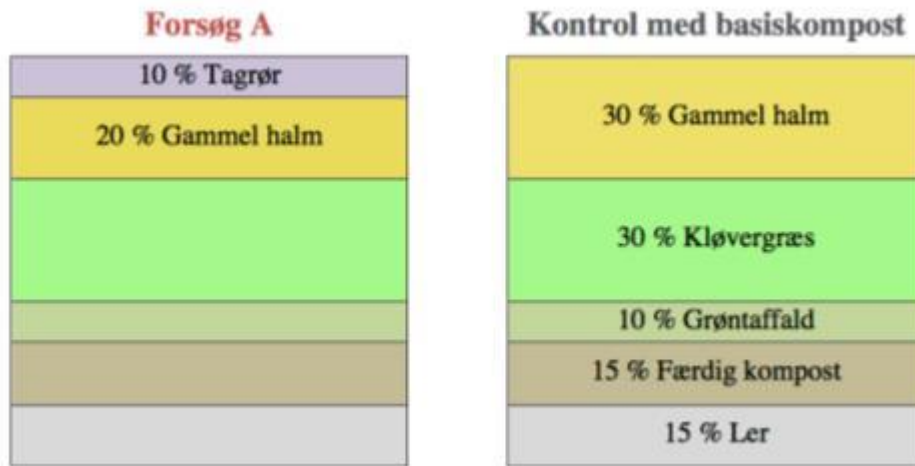 Forsøg A
10 % Tagrør
20 % Gammel halm
Kontrol med basiskompost
30 % Gammel halm
30 % Kløvergræs
10 % Grøntaffald
15 % Færdig kompost
15 % Ler